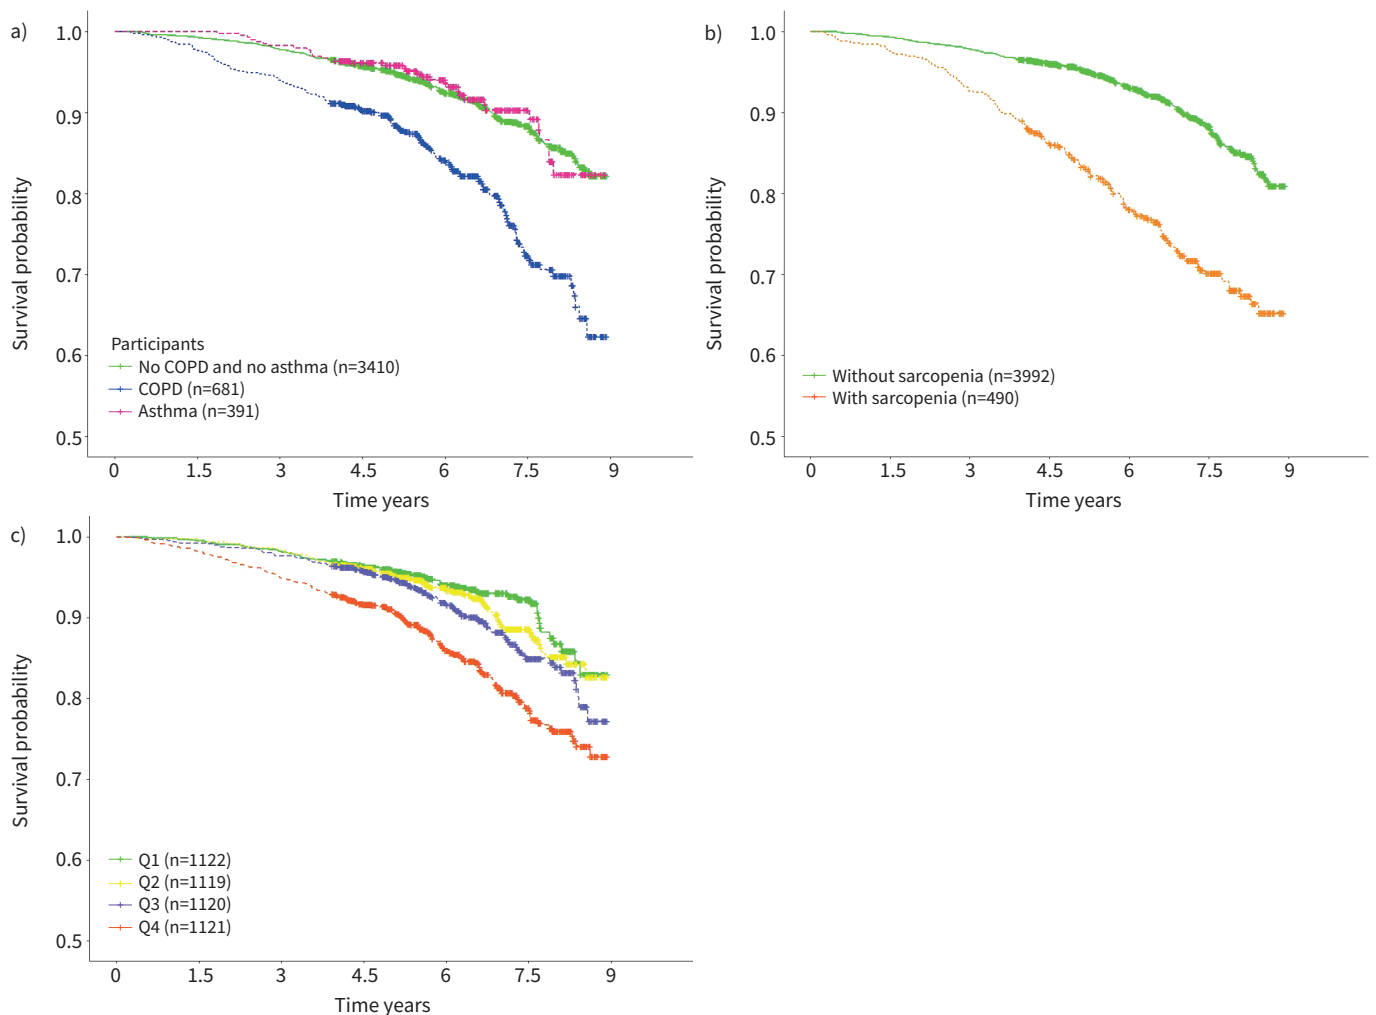 a)
1.0
0.9
0.8
0.7
0.6
0.5
Survival probability
Participants
No COPD and no asthma (n=3410)
COPD (n=681)
Asthma (n=391)
0 1.5 3 4.5 6 7.5 9
Time years
b)
1.0
0.9
0.8
0.7
0.6
0.5
Survival probability
Without sarcopenia (n=3992)
With sarcopenia (n=490)
0 1.5 3 4.5 6 7.5 9
Time years
c)
1.0
0.9
0.8
0.7
0.6
0.5
Survival probability
Q1 (n=1122)
Q2 (n=1119)
Q3 (n=1120)
Q4 (n=1121)
0 1.5 3 4.5 6 7.5 9
Time years